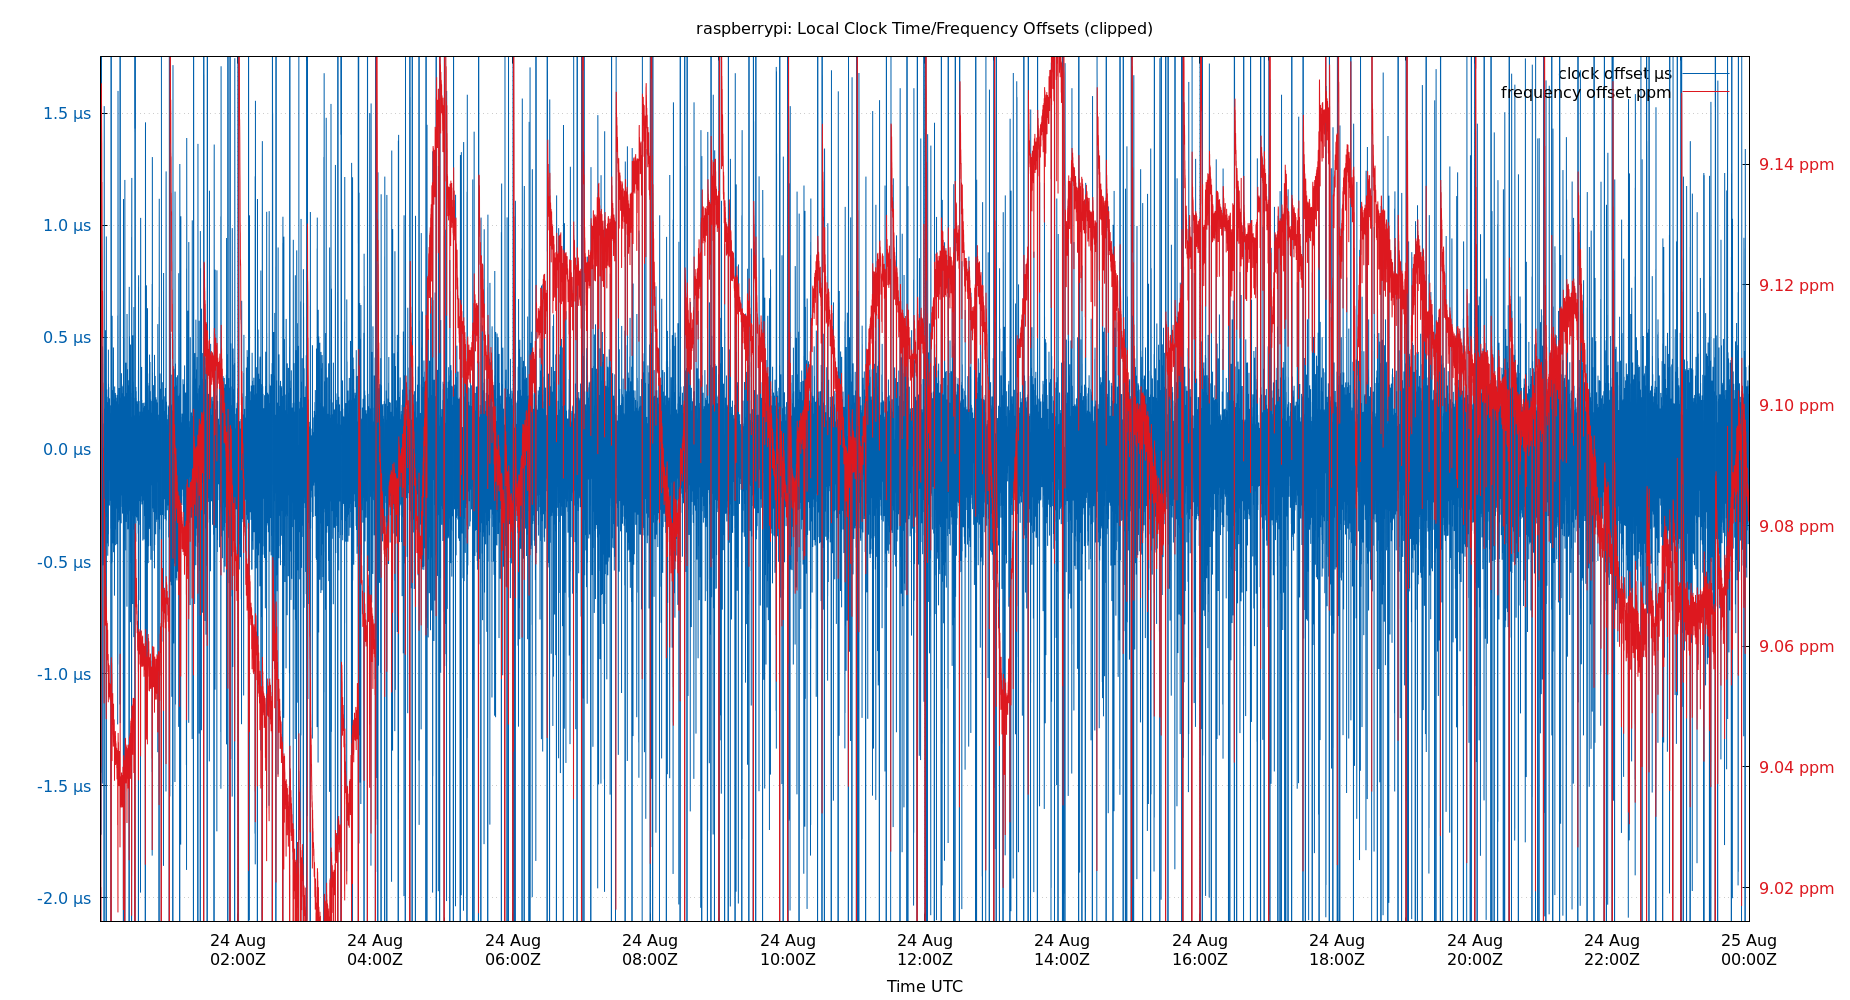 raspberrypi: Local Clock Time/Frequency Offsets (clipped)
clock offset µs
frequency offset ppm
1.5 µs
1.0 µs
0.5 µs
0.0 µs
-0.5 µs
-1.0 µs
-1.5 µs
-2.0 µs
9.14 ppm
9.12 ppm
9.10 ppm
9.08 ppm
9.06 ppm
9.04 ppm
9.02 ppm
24 Aug 24 Aug 24 Aug 24 Aug 24 Aug 24 Aug 24 Aug 24 Aug 24 Aug 24 Aug 24 Aug 25 Aug
02:00Z 04:00Z 06:00Z 08:00Z 10:00Z 12:00Z 14:00Z 16:00Z 18:00Z 20:00Z 22:00Z 00:00Z
Time UTC